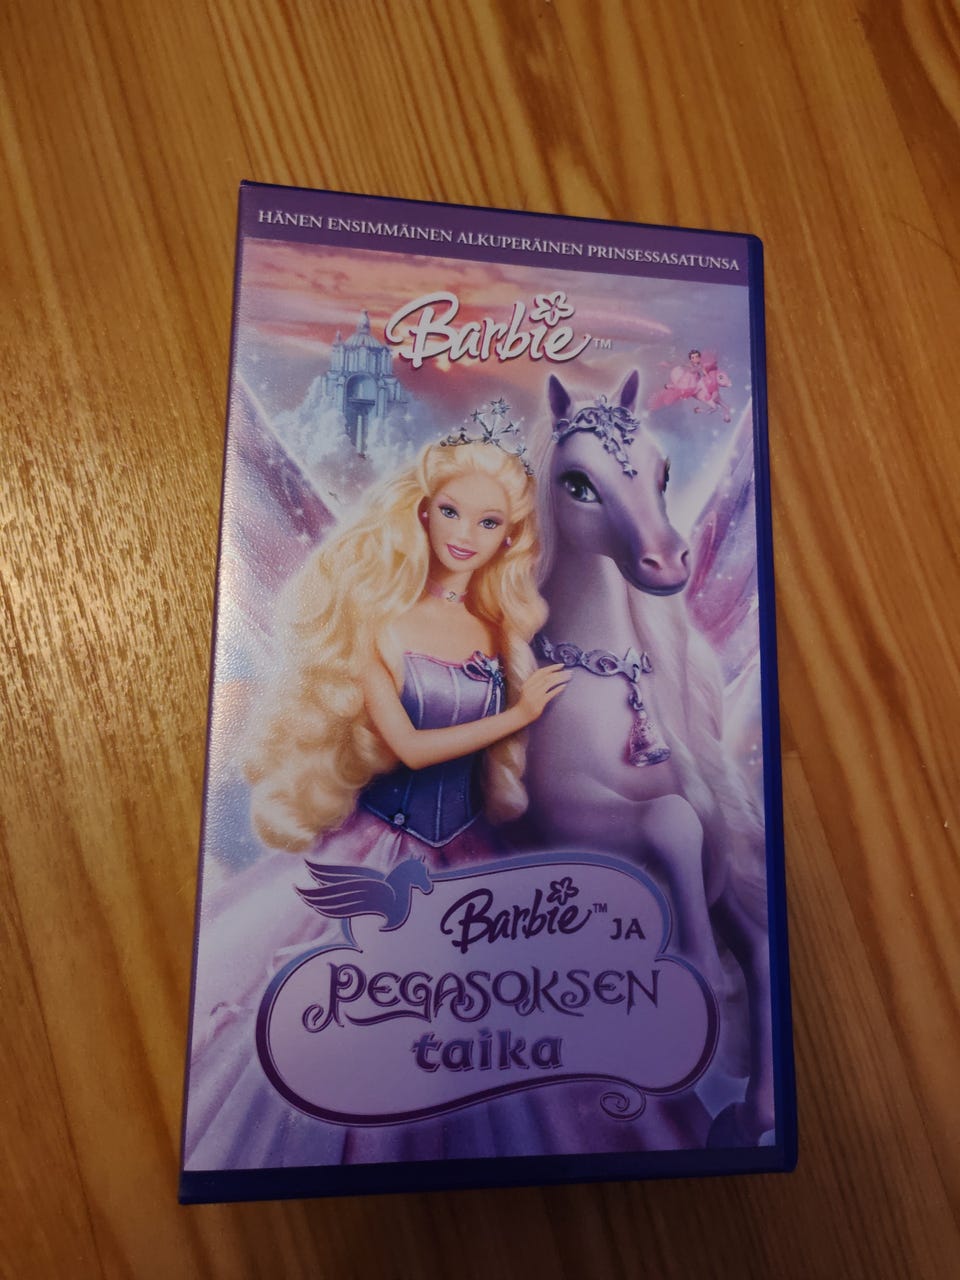 HÄNEN ENSIMMÄINEN ALKUPERÄINEN PRINSESSASATUNSA
Barbie™
Barbie™ JA
PEGASOKSEN
taika